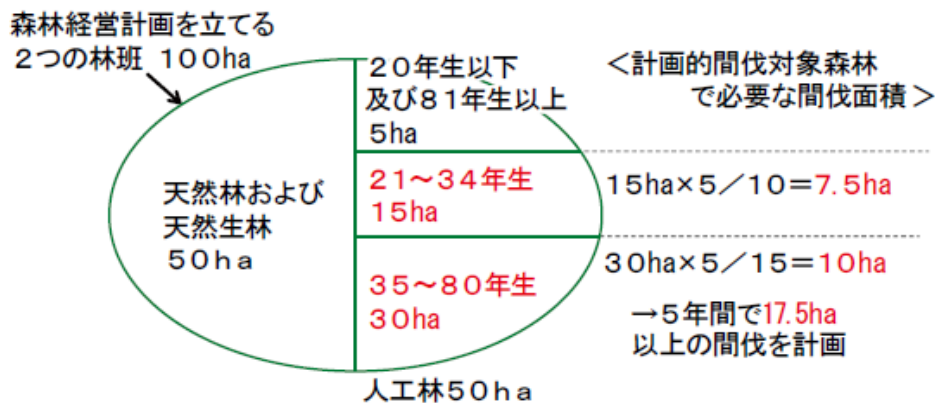 森林経営計画を立てる
２つの林班 １００ha
２０年生以下
及び８１年生以上
５ha
＜計画的間伐対象森林
で必要な間伐面積＞
天然林および
天然生林
５０ｈａ
２１～３４年生
１５ha
１５ha×５／１０＝７.５ha
３５～８０年生
３０ha
３０ha×５／１５＝１０ha
→５年間で17.5ha
以上の間伐を計画
人工林５０ｈａ